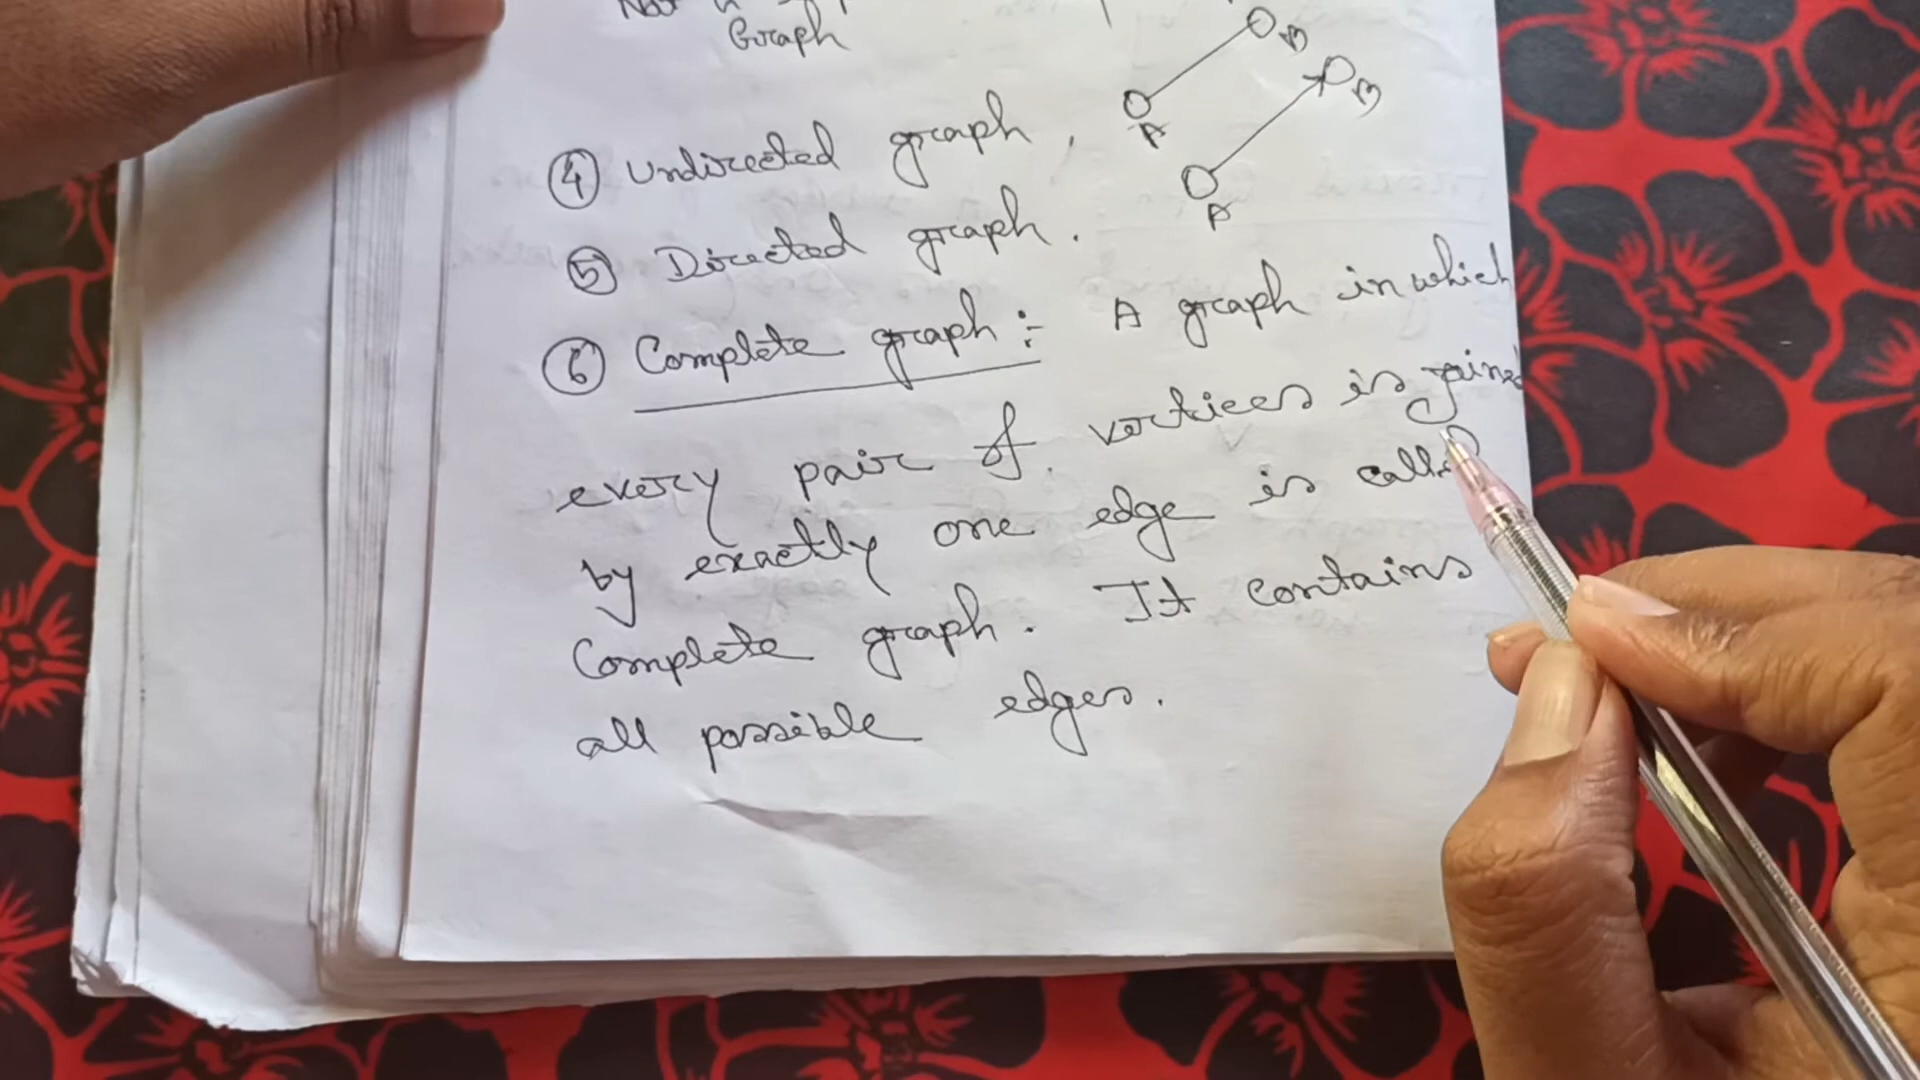 Graph
B
A
B
A
④ Undirected graph.
⑤ Directed graph.
⑥ Complete graph :- A graph in which
every pair of vertices is joined
by exactly one edge is called
Complete graph. It contains
all possible edges.